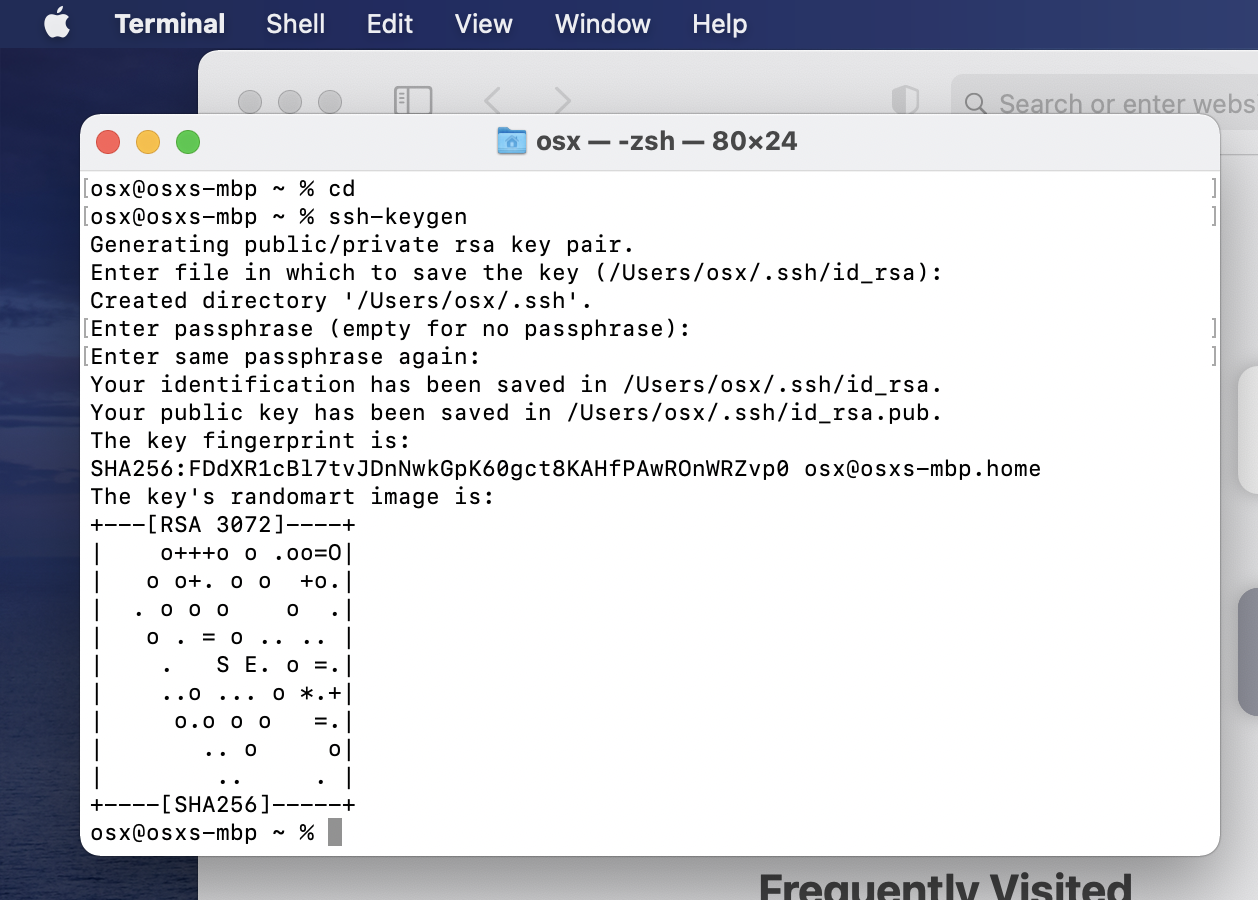 Terminal Shell Edit View Window Help
Search or enter webs
osx — -zsh — 80×24
[osx@osxs-mbp ~ % cd ]
[osx@osxs-mbp ~ % ssh-keygen ]
Generating public/private rsa key pair.
Enter file in which to save the key (/Users/osx/.ssh/id_rsa):
Created directory '/Users/osx/.ssh'.
[Enter passphrase (empty for no passphrase): ]
[Enter same passphrase again: ]
Your identification has been saved in /Users/osx/.ssh/id_rsa.
Your public key has been saved in /Users/osx/.ssh/id_rsa.pub.
The key fingerprint is:
SHA256:FDdXR1cBl7tvJDnNwkGpK60gct8KAHfPAwROnWRZvp0 osx@osxs-mbp.home
The key's randomart image is:
+---[RSA 3072]----+
|    o+++o o .oo=O|
|   o o+. o o  +o.|
|  . o o o    o  .|
|   o . = o .. .. |
|    .   S E. o =.|
|    ..o ... o *.+|
|     o.o o o   =.|
|       .. o     o|
|        ..     . |
+----[SHA256]-----+
osx@osxs-mbp ~ %
Frequently Visited